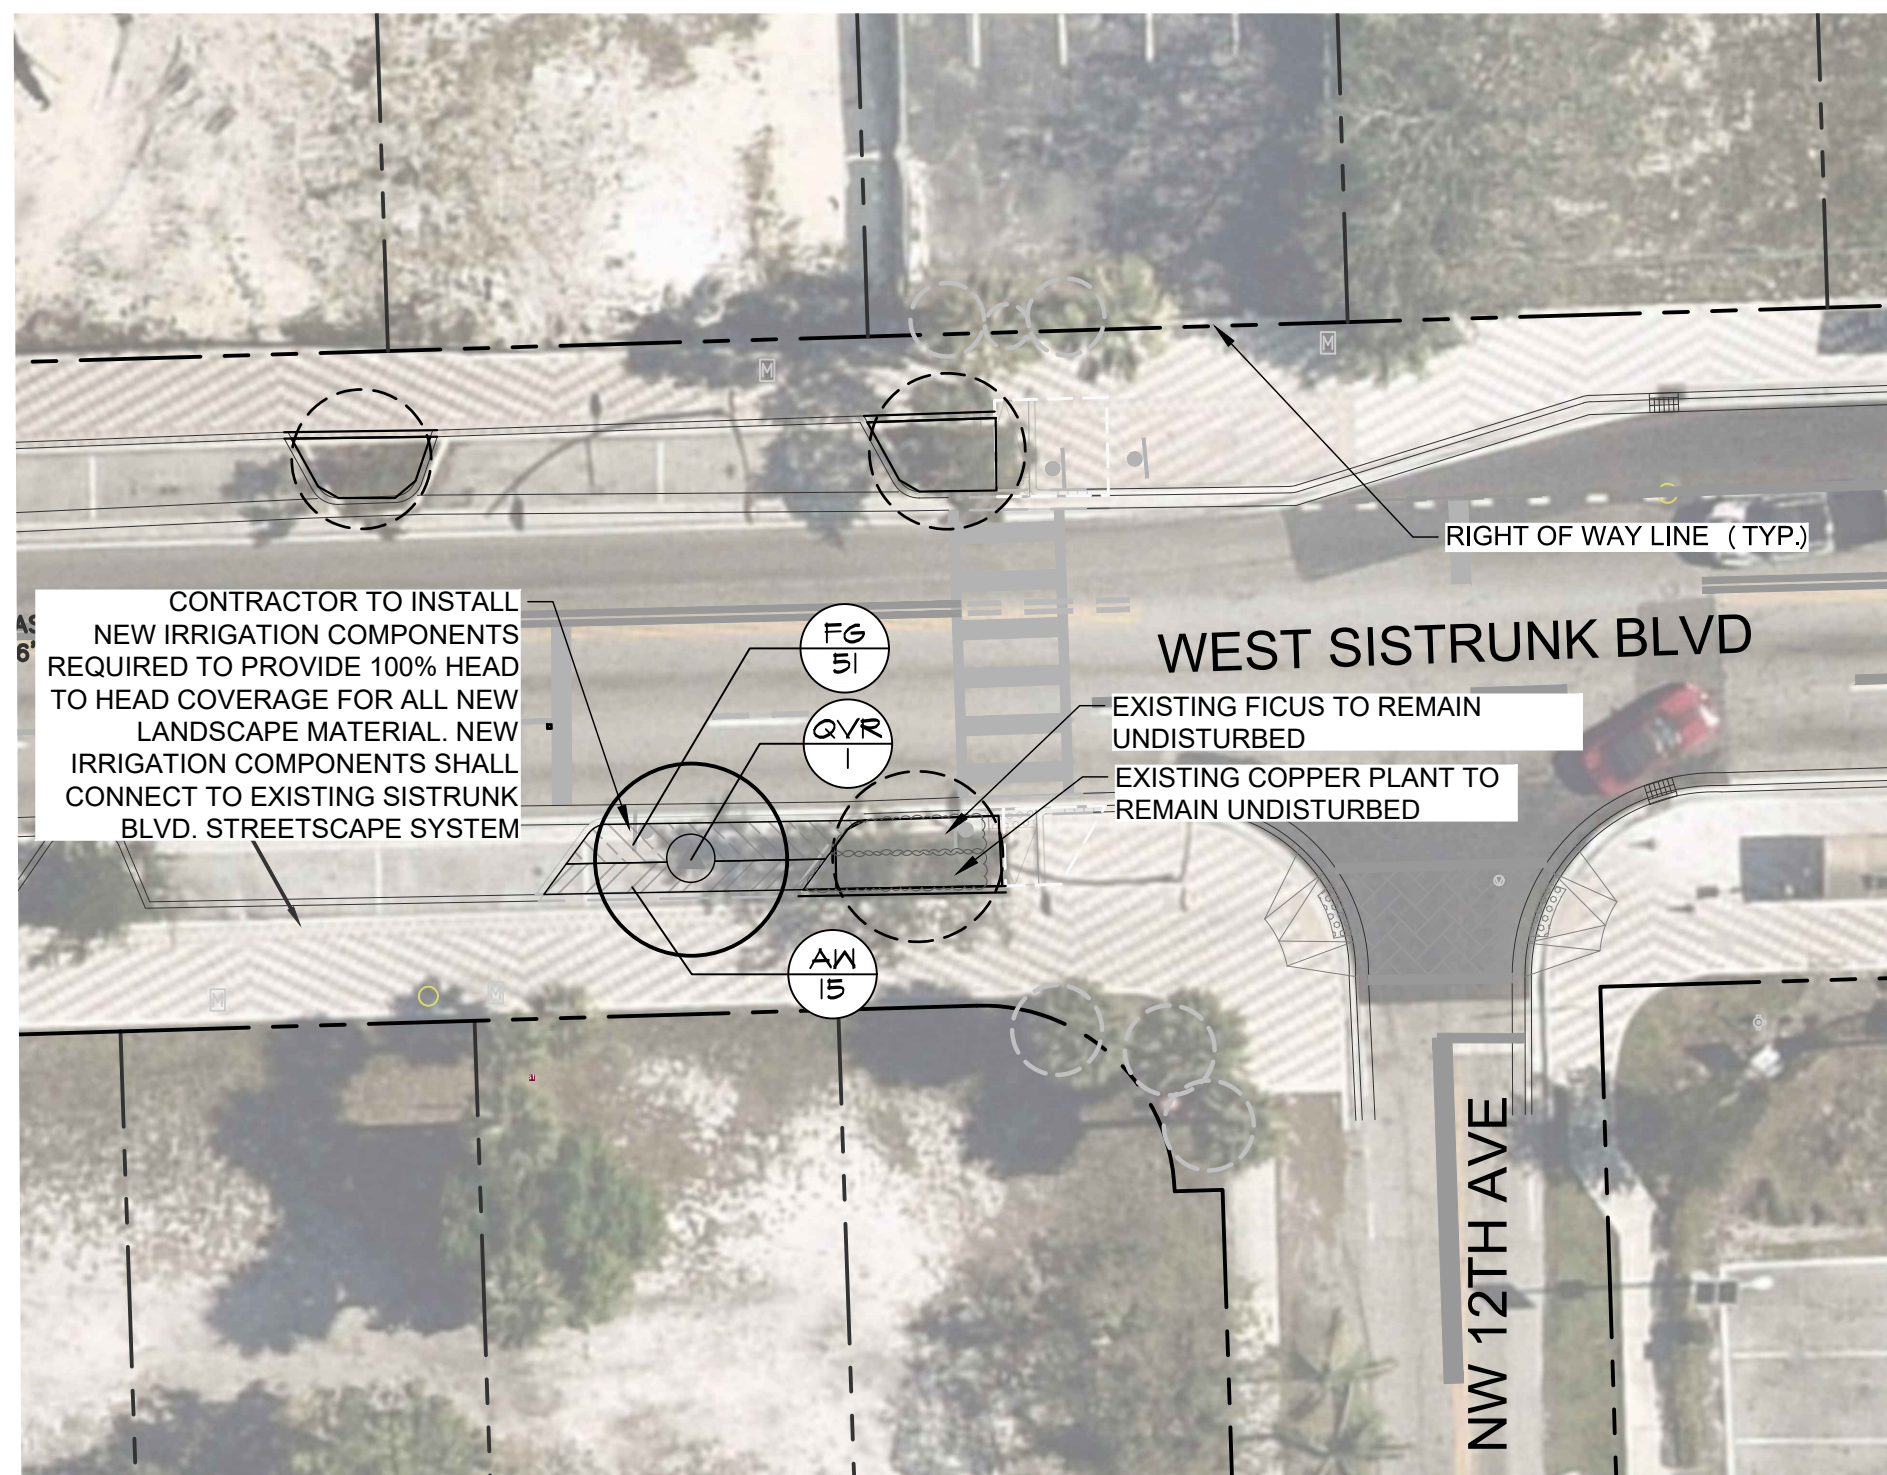 RIGHT OF WAY LINE (TYP.)
CONTRACTOR TO INSTALL
NEW IRRIGATION COMPONENTS
REQUIRED TO PROVIDE 100% HEAD
TO HEAD COVERAGE FOR ALL NEW
LANDSCAPE MATERIAL. NEW
IRRIGATION COMPONENTS SHALL
CONNECT TO EXISTING SISTRUNK
BLVD. STREETSCAPE SYSTEM
FG
51
QVR
1
WEST SISTRUNK BLVD
EXISTING FICUS TO REMAIN
UNDISTURBED
EXISTING COPPER PLANT TO
REMAIN UNDISTURBED
AW
15
NW 12TH AVE
M
M
M
M